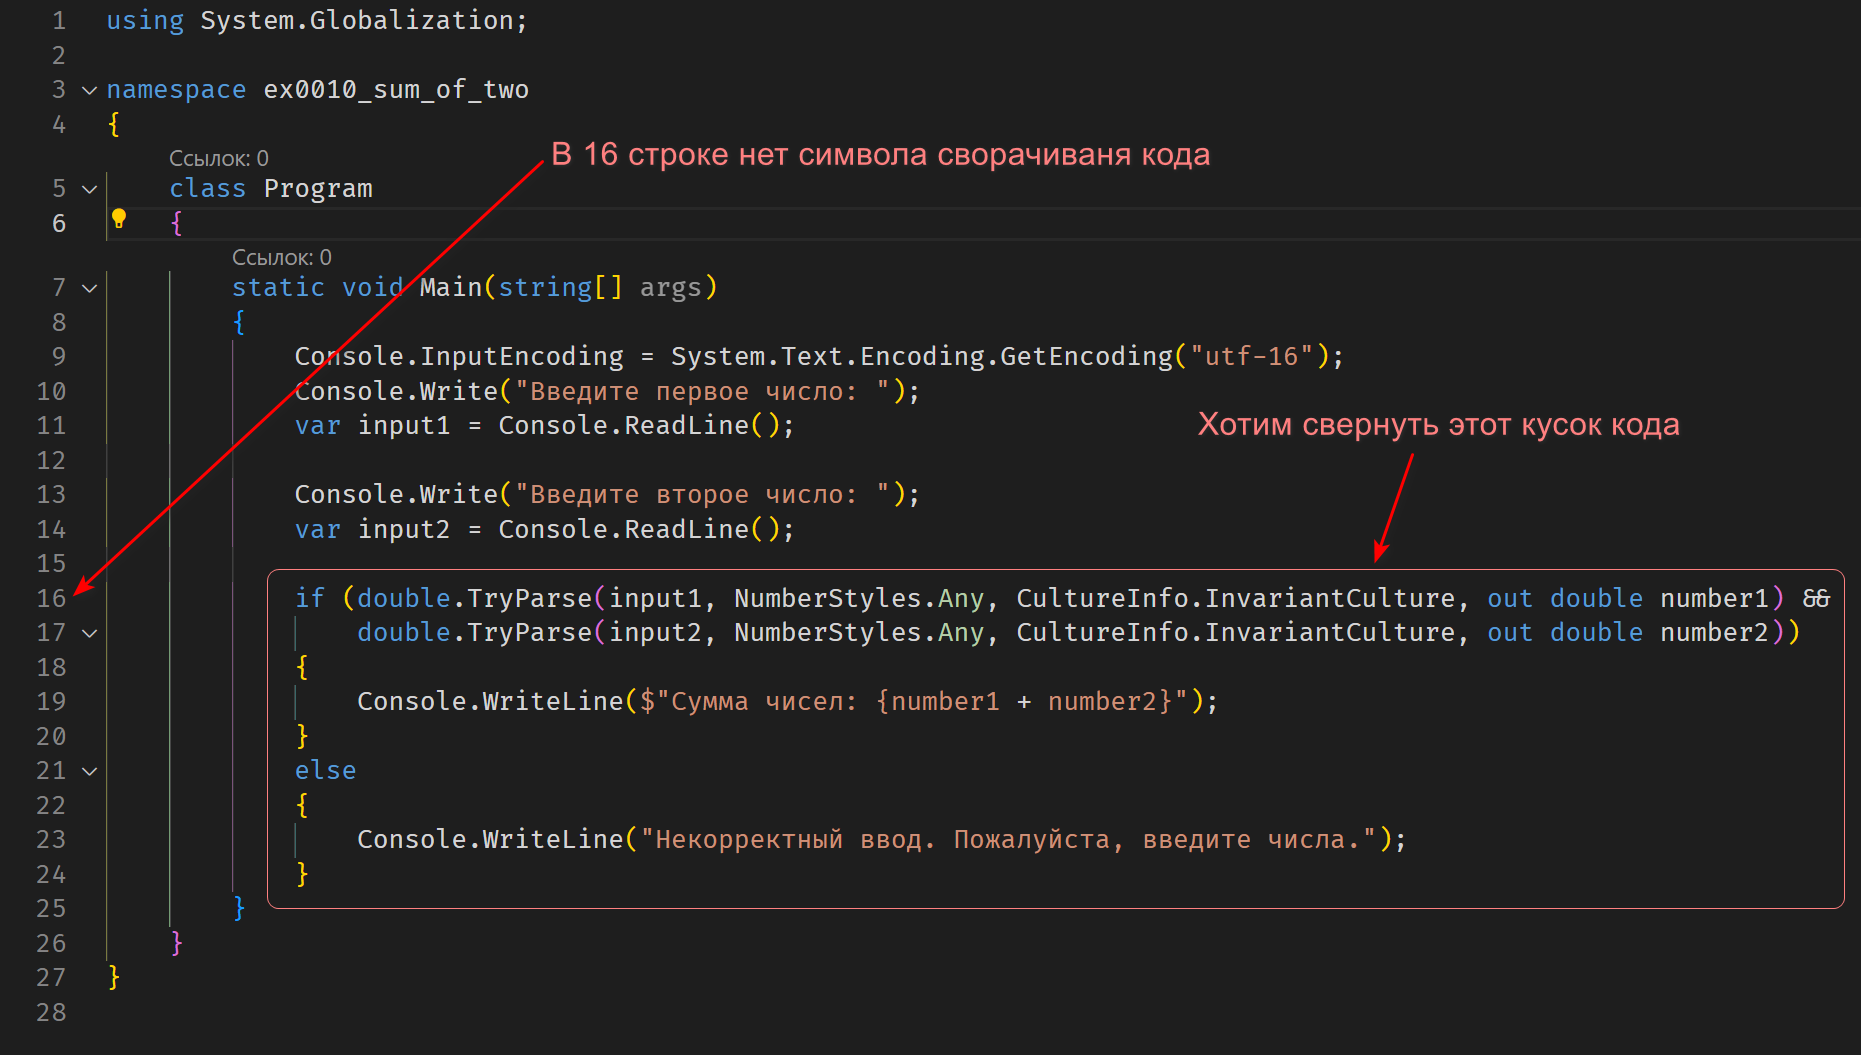 1 using System.Globalization;
2
3 namespace ex0010_sum_of_two
4 {
В 16 строке нет символа сворачиваня кода
Ссылок: 0
5 class Program
6 {
Ссылок: 0
7 static void Main(string[] args)
8 {
9 Console.InputEncoding = System.Text.Encoding.GetEncoding("utf-16");
10 Console.Write("Введите первое число: ");
11 var input1 = Console.ReadLine();
Хотим свернуть этот кусок кода
12
13 Console.Write("Введите второе число: ");
14 var input2 = Console.ReadLine();
15
16 if (double.TryParse(input1, NumberStyles.Any, CultureInfo.InvariantCulture, out double number1) &&
17 double.TryParse(input2, NumberStyles.Any, CultureInfo.InvariantCulture, out double number2))
18 {
19 Console.WriteLine($"Сумма чисел: {number1 + number2}");
20 }
21 else
22 {
23 Console.WriteLine("Некорректный ввод. Пожалуйста, введите числа.");
24 }
25 }
26 }
27 }
28